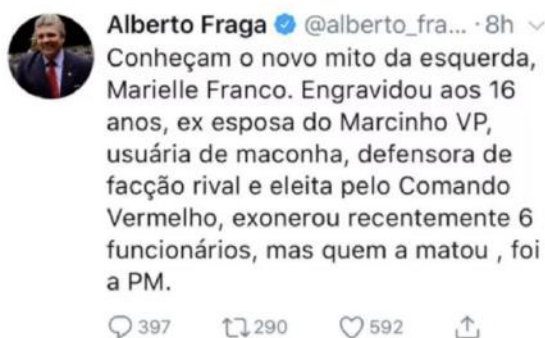 Alberto Fraga @alberto_fra... · 8h
Conheçam o novo mito da esquerda,
Marielle Franco. Engravidou aos 16
anos, ex esposa do Marcinho VP,
usuária de maconha, defensora de
facção rival e eleita pelo Comando
Vermelho, exonerou recentemente 6
funcionários, mas quem a matou , foi
a PM.
397 290 592